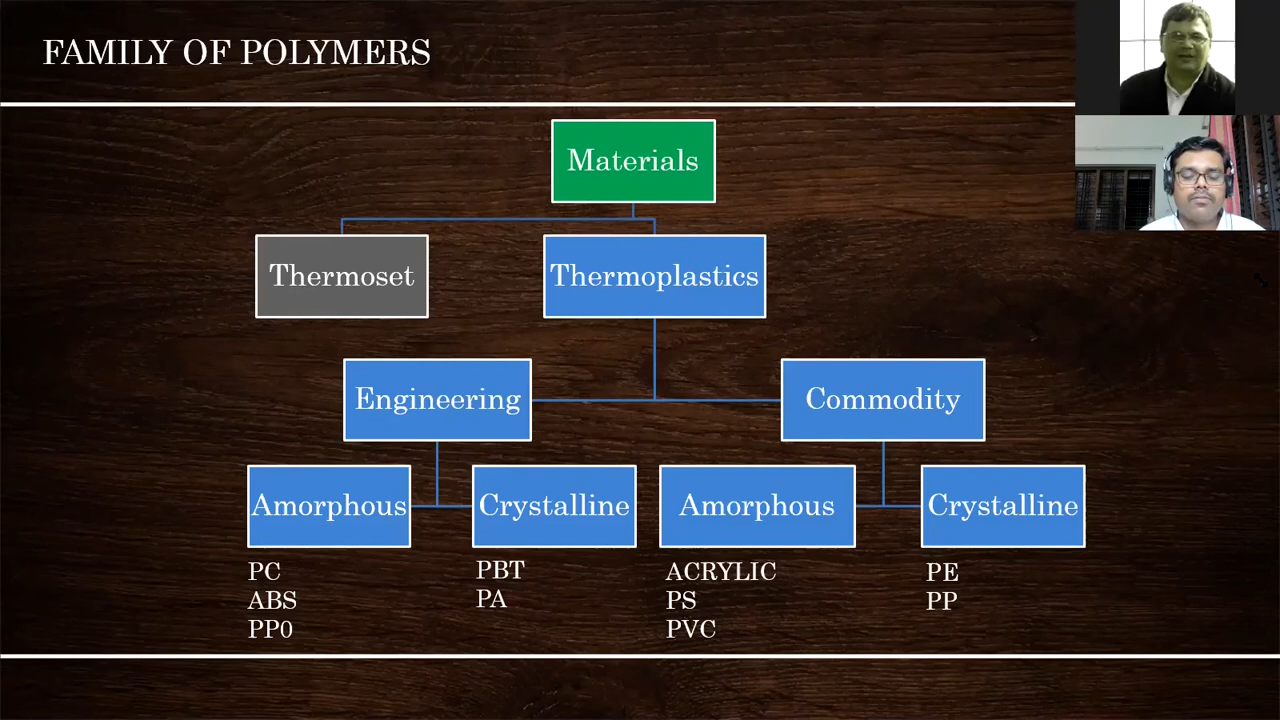 FAMILY OF POLYMERS
Materials
Thermoset
Thermoplastics
Engineering
Commodity
Amorphous
Crystalline
Amorphous
Crystalline
PC
ABS
PP0
PBT
PA
ACRYLIC
PS
PVC
PE
PP